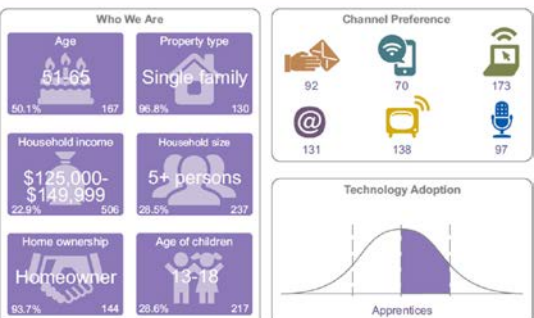 Who We Are
Age
51-65
50.1% 167
Property type
Single family
96.8% 130
Household income
$125,000-
$149,999
22.9% 506
Household size
5+ persons
28.5% 237
Home ownership
Homeowner
93.7% 144
Age of children
13-18
28.6% 217
Channel Preference
92
70
173
@
131
138
97
Technology Adoption
Apprentices